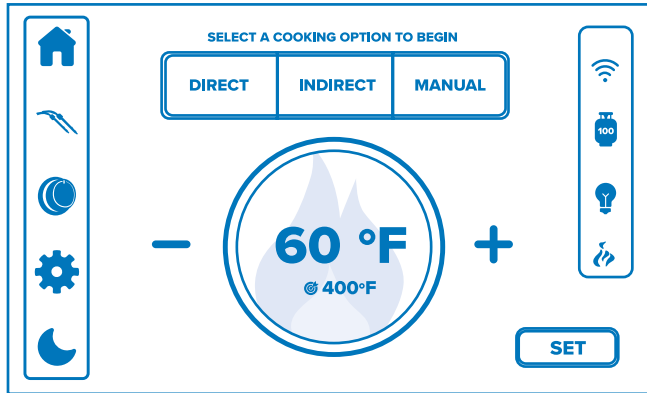 SELECT A COOKING OPTION TO BEGIN
DIRECT INDIRECT MANUAL
100
60 °F
400°F
SET